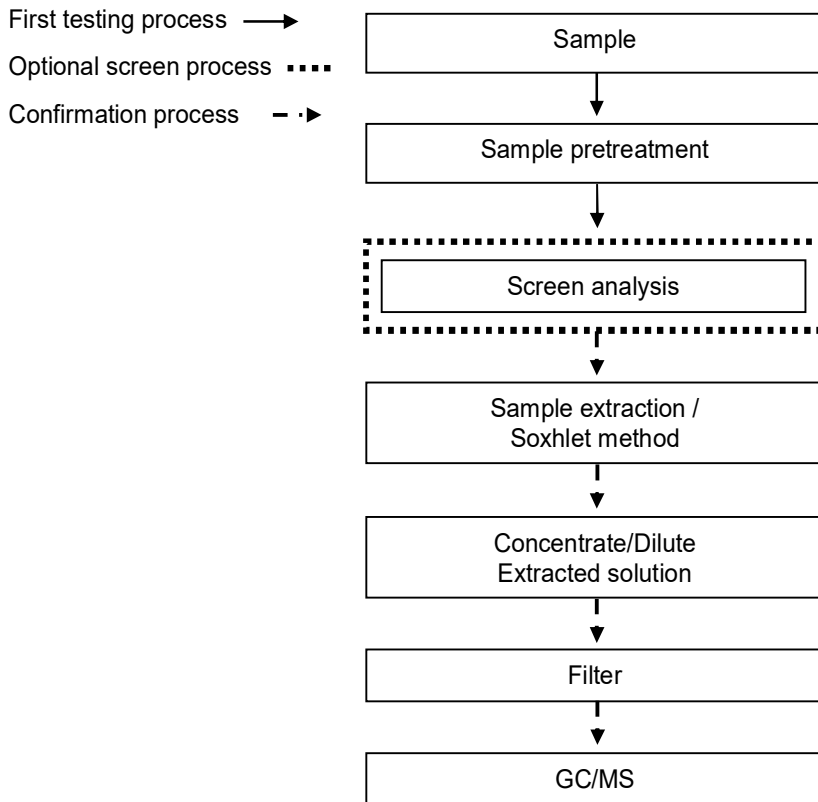 First testing process
Optional screen process
Confirmation process
Sample
Sample pretreatment
Screen analysis
Sample extraction /
Soxhlet method
Concentrate/Dilute
Extracted solution
Filter
GC/MS